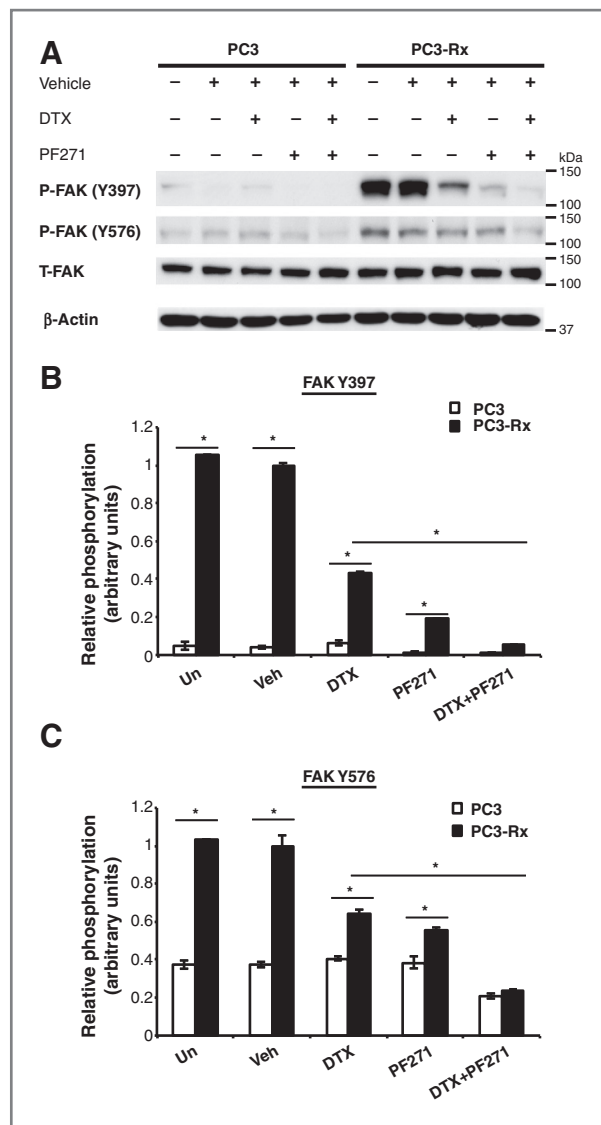 A
PC3 PC3-Rx
Vehicle – + + + + – + + + +
DTX – – + – + – – + – +
PF271 – – – + + – – – + +
kDa
P-FAK (Y397) 150 100
P-FAK (Y576) 150 100
T-FAK 150 100
β-Actin 37
B
FAK Y397
PC3
PC3-Rx
Relative phosphorylation
(arbitrary units)
1.2
1
0.8
0.6
0.4
0.2
0
* * * * *
Un Veh DTX PF271 DTX+PF271
C
FAK Y576
PC3
PC3-Rx
Relative phosphorylation
(arbitrary units)
1.2
1
0.8
0.6
0.4
0.2
0
* * * * *
Un Veh DTX PF271 DTX+PF271